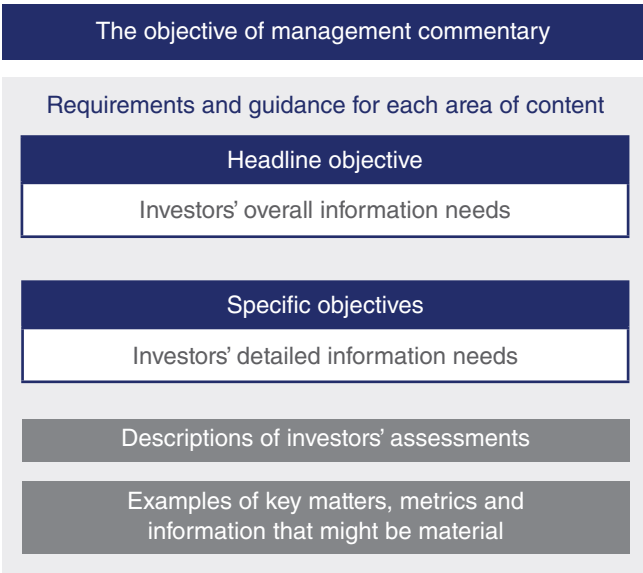 The objective of management commentary
Requirements and guidance for each area of content
Headline objective
Investors’ overall information needs
Specific objectives
Investors’ detailed information needs
Descriptions of investors’ assessments
Examples of key matters, metrics and
information that might be material